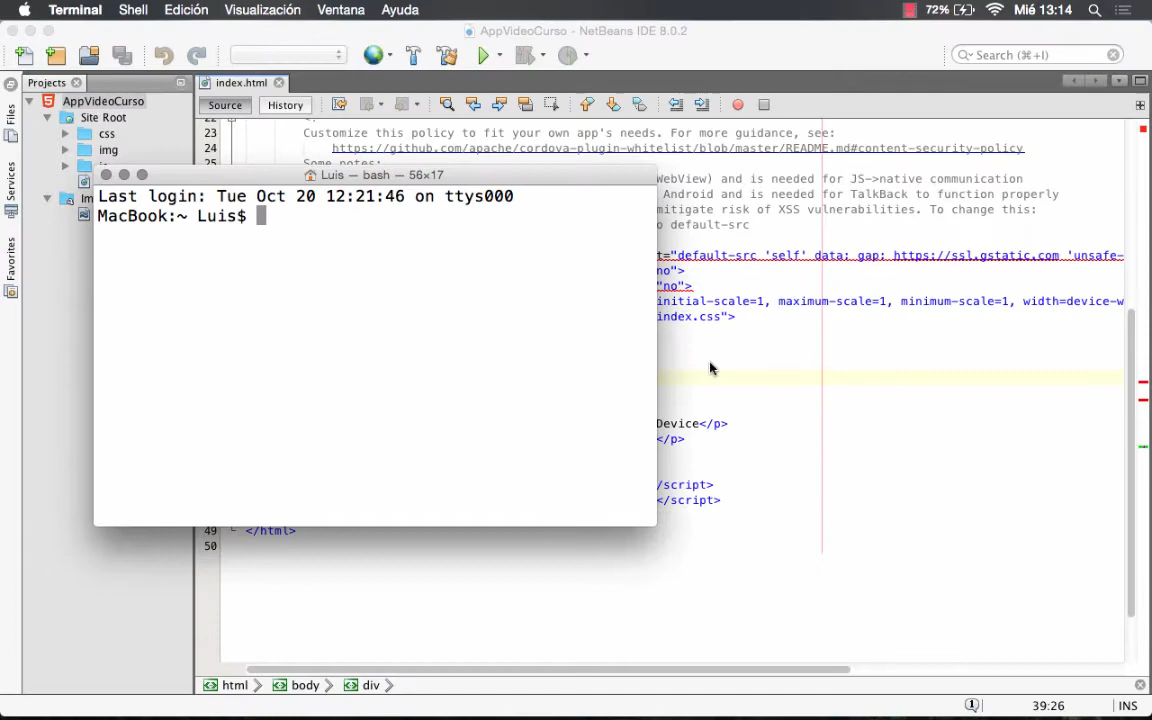 Terminal Shell Edición Visualización Ventana Ayuda 72% Mié 13:14
AppVideoCurso - NetBeans IDE 8.0.2
Search (⌘+I)
Projects
index.html
AppVideoCurso
Source History
Site Root
css
img
Files
Services
Favorites
22
23 Customize this policy to fit your own app's needs. For more guidance, see:
24 https://github.com/apache/cordova-plugin-whitelist/blob/master/README.md#content-security-policy
25 Some notes:
Luis — bash — 56×17
Last login: Tue Oct 20 12:21:46 on ttys000
MacBook:~ Luis$
WebView) and is needed for JS->native communication
Android and is needed for TalkBack to function properly
mitigate risk of XSS vulnerabilities. To change this:
default-src
t="default-src 'self' data: gap: https://ssl.gstatic.com 'unsafe-
no">
"no">
initial-scale=1, maximum-scale=1, minimum-scale=1, width=device-w
index.css">
Device</p>
</p>
/script>
</script>
49 </html>
50
html body div
39:26 INS